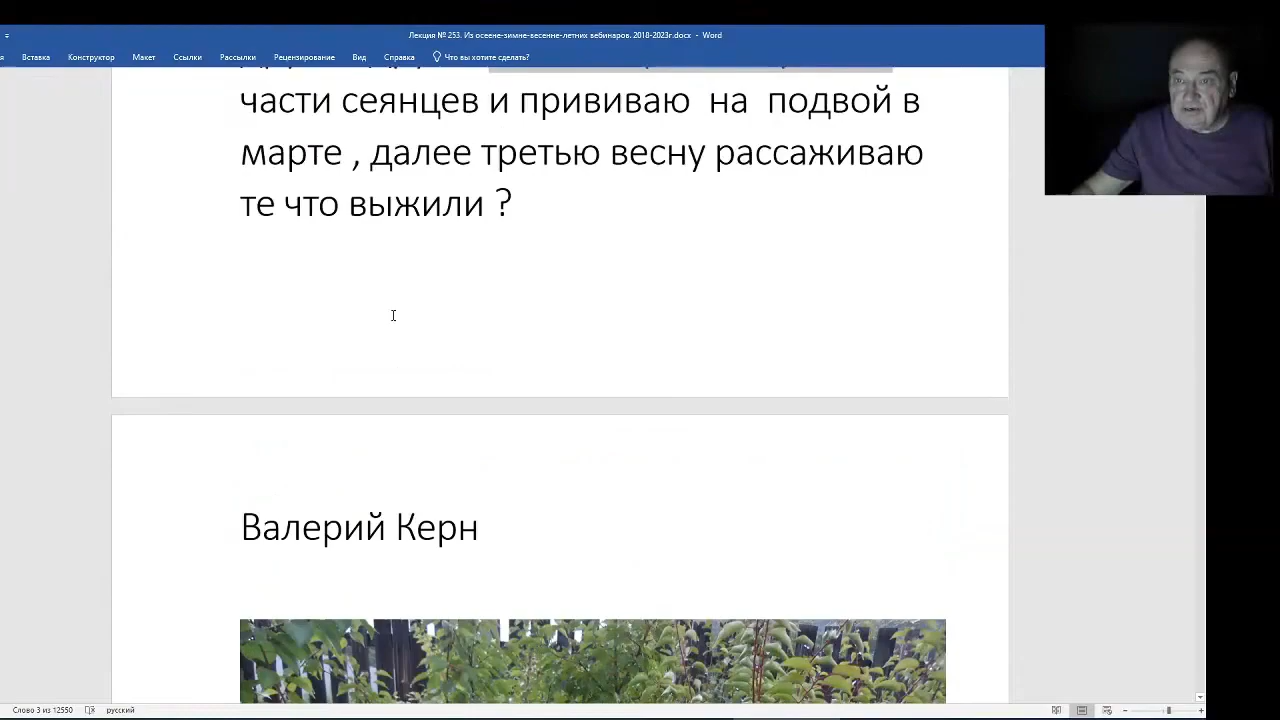 Лекция № 253. Из осеене-зимне-весенне-летних вебинаров. 2018-2023г.docx - Word
Вставка Конструктор Макет Ссылки Рассылки Рецензирование Вид Справка Что вы хотите сделать?
части сеянцев и прививаю на подвой в
марте , далее третью весну рассаживаю
те что выжили ?
Валерий Керн
Слово 3 из 12550 русский